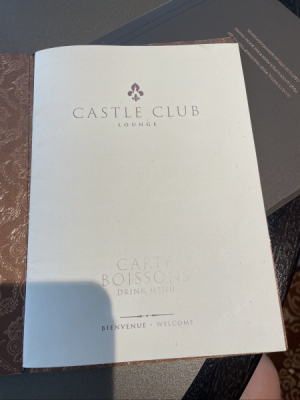 CASTLE CLUB
LOUNGE
CARTE
BOISSONS
DRINK MENU
BIENVENUE - WELCOME